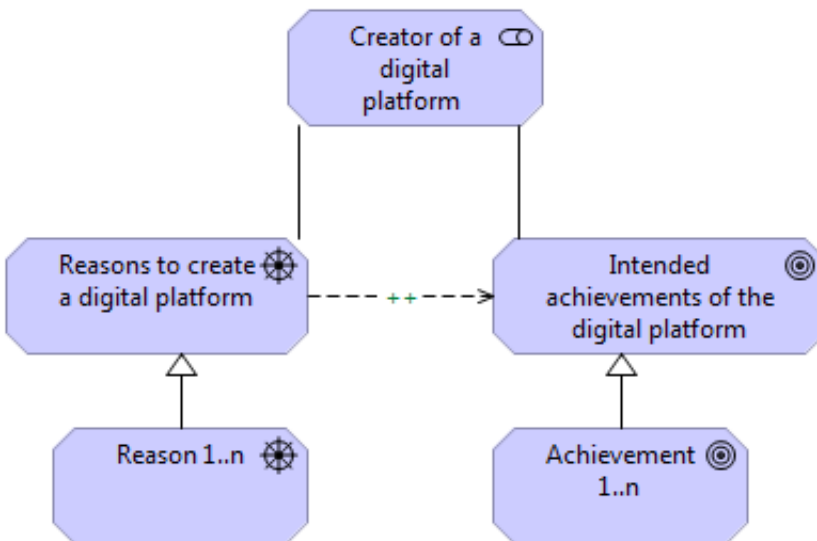 Creator of a
digital
platform
Reasons to create
a digital platform
++
Intended
achievements of the
digital platform
Reason 1..n
Achievement
1..n